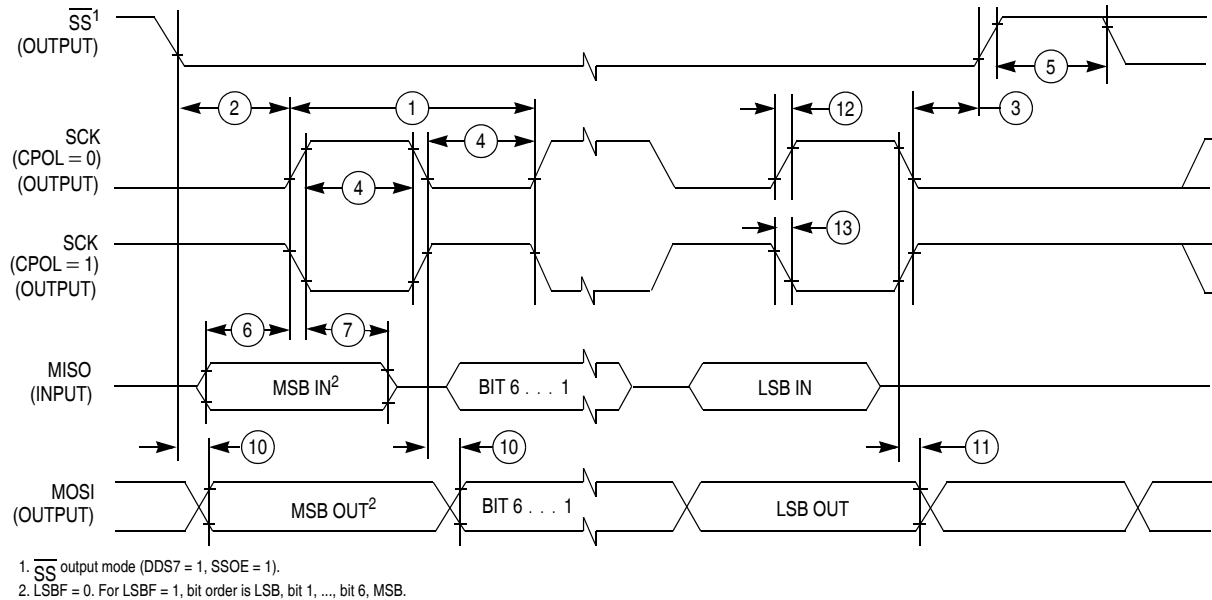 SS¹
(OUTPUT)
5
2
1
12
3
SCK
(CPOL = 0)
(OUTPUT)
4
4
SCK
(CPOL = 1)
(OUTPUT)
13
6
7
MISO
(INPUT)
MSB IN²
BIT 6 . . . 1
LSB IN
10
10
11
MOSI
(OUTPUT)
MSB OUT²
BIT 6 . . . 1
LSB OUT
1. SS output mode (DDS7 = 1, SSOE = 1).
2. LSBF = 0. For LSBF = 1, bit order is LSB, bit 1, ..., bit 6, MSB.